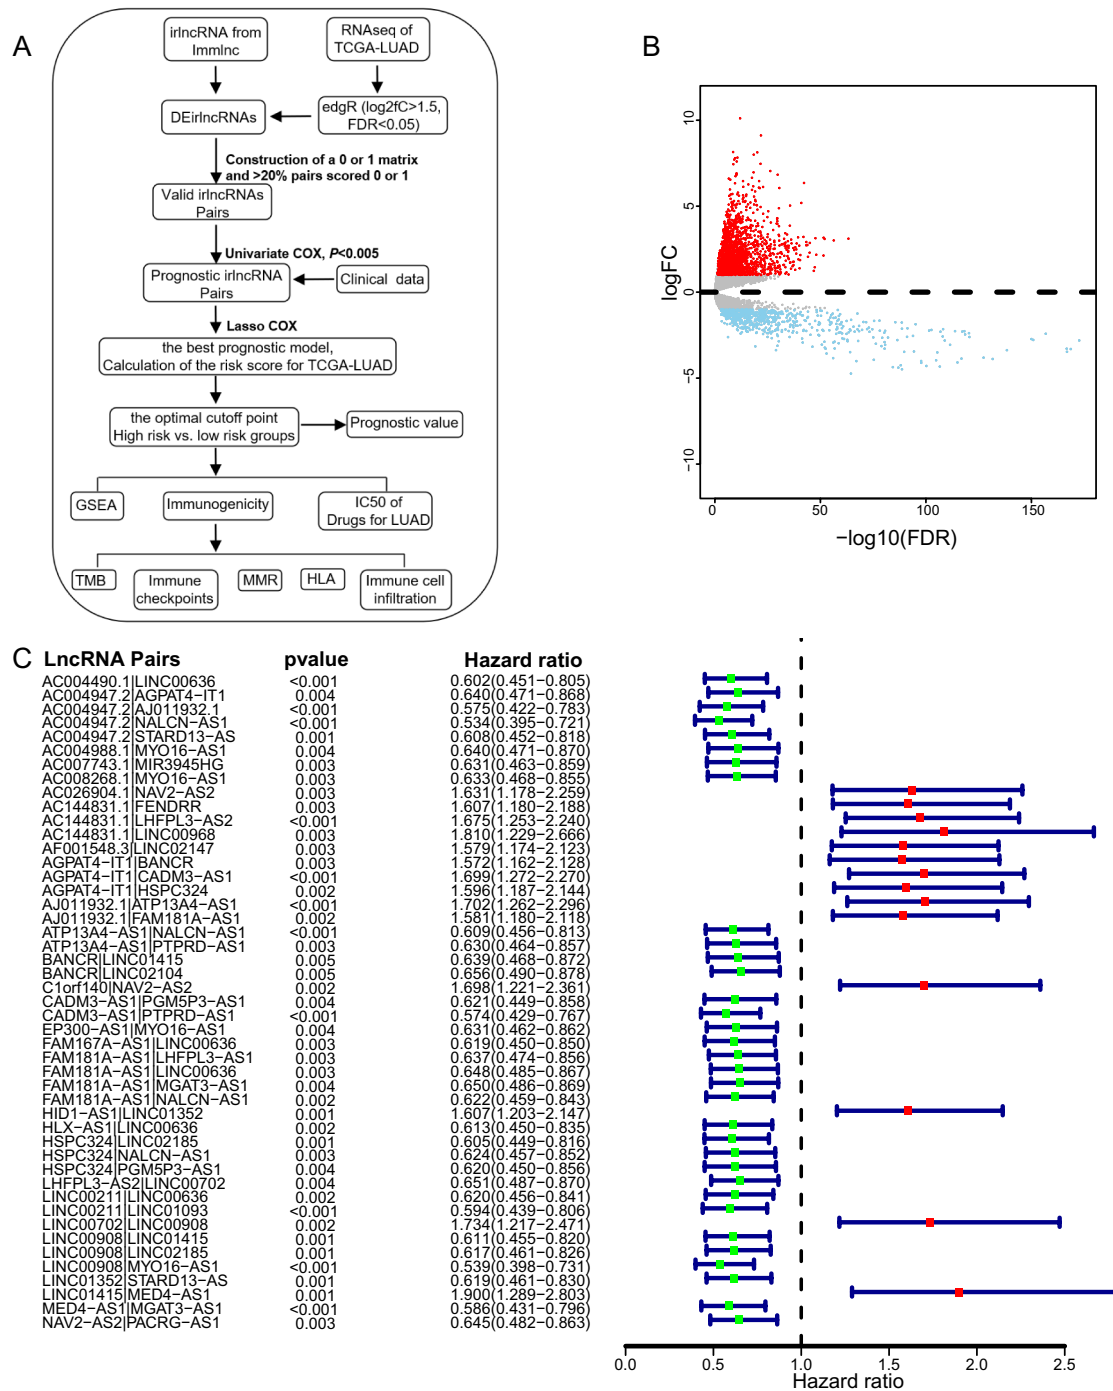 A
irlncRNA from
Immlnc
RNAseq of
TCGA-LUAD
DEirlncRNAs
edgR (log2fC>1.5,
FDR<0.05)
Construction of a 0 or 1 matrix
and >20% pairs scored 0 or 1
Valid irlncRNAs
Pairs
Univariate COX, P<0.005
Prognostic irlncRNA
Pairs
Clinical data
Lasso COX
the best prognostic model,
Calculation of the risk score for TCGA-LUAD
the optimal cutoff point
High risk vs. low risk groups
Prognostic value
GSEA
Immunogenicity
IC50 of
Drugs for LUAD
TMB
Immune
checkpoints
MMR
HLA
Immune cell
infiltration
B
logFC
10
5
0
−5
−10
0 50 100 150
−log10(FDR)
C LncRNA Pairs pvalue Hazard ratio
AC004490.1|LINC00636 <0.001 0.602(0.451−0.805)
AC004947.2|AGPAT4−IT1 0.004 0.640(0.471−0.868)
AC004947.2|AJ011932.1 <0.001 0.575(0.422−0.783)
AC004947.2|NALCN−AS1 <0.001 0.534(0.395−0.721)
AC004947.2|STARD13−AS 0.001 0.608(0.452−0.818)
AC004988.1|MYO16−AS1 0.004 0.640(0.471−0.870)
AC007743.1|MIR3945HG 0.003 0.631(0.463−0.859)
AC008268.1|MYO16−AS1 0.003 0.633(0.468−0.855)
AC026904.1|NAV2−AS2 0.003 1.631(1.178−2.259)
AC144831.1|FENDRR 0.003 1.607(1.180−2.188)
AC144831.1|LHFPL3−AS2 <0.001 1.675(1.253−2.240)
AC144831.1|LINC00968 0.003 1.810(1.229−2.666)
AF001548.3|LINC02147 0.003 1.579(1.174−2.123)
AGPAT4−IT1|BANCR 0.003 1.572(1.162−2.128)
AGPAT4−IT1|CADM3−AS1 <0.001 1.699(1.272−2.270)
AGPAT4−IT1|HSPC324 0.002 1.596(1.187−2.144)
AJ011932.1|ATP13A4−AS1 <0.001 1.702(1.262−2.296)
AJ011932.1|FAM181A−AS1 0.002 1.581(1.180−2.118)
ATP13A4−AS1|NALCN−AS1 <0.001 0.609(0.456−0.813)
ATP13A4−AS1|PTPRD−AS1 0.003 0.630(0.464−0.857)
BANCR|LINC01415 0.005 0.639(0.468−0.872)
BANCR|LINC02104 0.005 0.656(0.490−0.878)
C1orf140|NAV2−AS2 0.002 1.698(1.221−2.361)
CADM3−AS1|PGM5P3−AS1 0.004 0.621(0.449−0.858)
CADM3−AS1|PTPRD−AS1 <0.001 0.574(0.429−0.767)
EP300−AS1|MYO16−AS1 0.004 0.631(0.462−0.862)
FAM167A−AS1|LINC00636 0.003 0.619(0.450−0.850)
FAM181A−AS1|LHFPL3−AS1 0.003 0.637(0.474−0.856)
FAM181A−AS1|LINC00636 0.003 0.648(0.485−0.867)
FAM181A−AS1|MGAT3−AS1 0.004 0.650(0.486−0.869)
FAM181A−AS1|NALCN−AS1 0.002 0.622(0.459−0.843)
HID1−AS1|LINC01352 0.001 1.607(1.203−2.147)
HLX−AS1|LINC00636 0.002 0.613(0.450−0.835)
HSPC324|LINC02185 0.001 0.605(0.449−0.816)
HSPC324|NALCN−AS1 0.003 0.624(0.457−0.852)
HSPC324|PGM5P3−AS1 0.004 0.620(0.450−0.856)
LHFPL3−AS2|LINC00702 0.004 0.651(0.487−0.870)
LINC00211|LINC00636 0.002 0.620(0.456−0.841)
LINC00211|LINC01093 <0.001 0.594(0.439−0.806)
LINC00702|LINC00908 0.002 1.734(1.217−2.471)
LINC00908|LINC01415 0.001 0.611(0.455−0.820)
LINC00908|LINC02185 0.001 0.617(0.461−0.826)
LINC00908|MYO16−AS1 <0.001 0.539(0.398−0.731)
LINC01352|STARD13−AS 0.001 0.619(0.461−0.830)
LINC01415|MED4−AS1 0.001 1.900(1.289−2.803)
MED4−AS1|MGAT3−AS1 <0.001 0.586(0.431−0.796)
NAV2−AS2|PACRG−AS1 0.003 0.645(0.482−0.863)
0.0 0.5 1.0 1.5 2.0 2.5
Hazard ratio